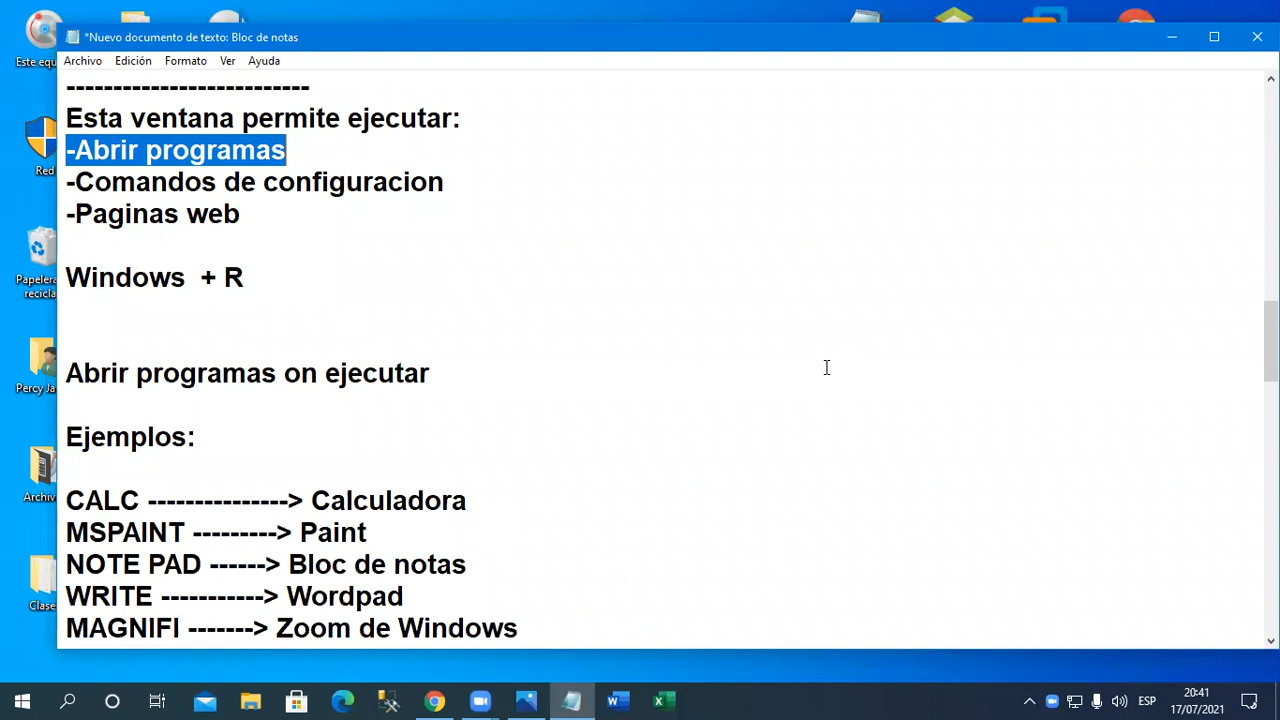 *Nuevo documento de texto: Bloc de notas
Archivo Edición Formato Ver Ayuda
--------------------------
Esta ventana permite ejecutar:
-Abrir programas
-Comandos de configuracion
-Paginas web
Windows  + R
Abrir programas on ejecutar
Ejemplos:
CALC ---------------> Calculadora
MSPAINT ---------> Paint
NOTE PAD ------> Bloc de notas
WRITE -----------> Wordpad
MAGNIFI -------> Zoom de Windows
Este equ
Red
Papelera
recicla
Percy Ja
Archiv
Clase
ESP
20:41
17/07/2021